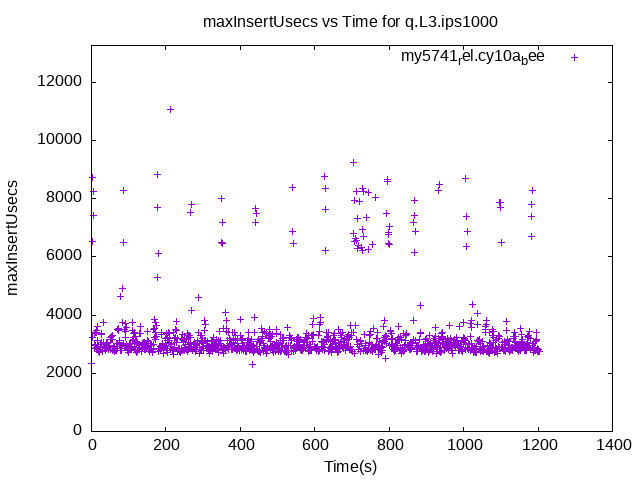 maxInsertUsecs vs Time for q.L3.ips1000
my5741rel.cy10abee
12000
10000
8000
6000
4000
2000
0
maxInsertUsecs
0 200 400 600 800 1000 1200 1400
Time(s)